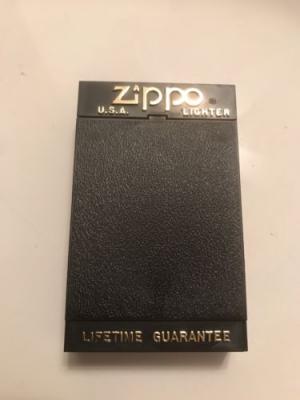 A
Zippo
U.S.A. LIGHTER
LIFETIME GUARANTEE